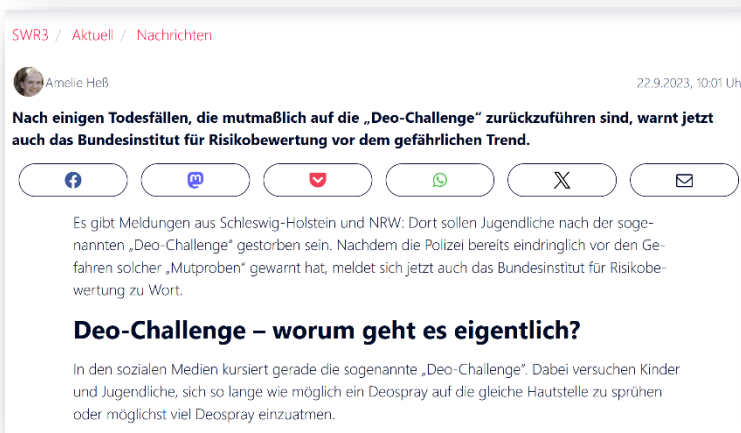 SWR3 / Aktuell / Nachrichten
Amelie Heß
22.9.2023, 10:01 Uh
Nach einigen Todesfällen, die mutmaßlich auf die „Deo-Challenge“ zurückzuführen sind, warnt jetzt
auch das Bundesinstitut für Risikobewertung vor dem gefährlichen Trend.
Es gibt Meldungen aus Schleswig-Holstein und NRW: Dort sollen Jugendliche nach der soge-
nannten „Deo-Challenge“ gestorben sein. Nachdem die Polizei bereits eindringlich vor den Ge-
fahren solcher „Mutproben“ gewarnt hat, meldet sich jetzt auch das Bundesinstitut für Risikobe-
wertung zu Wort.
Deo-Challenge – worum geht es eigentlich?
In den sozialen Medien kursiert gerade die sogenannte „Deo-Challenge“. Dabei versuchen Kinder
und Jugendliche, sich so lange wie möglich ein Deospray auf die gleiche Hautstelle zu sprühen
oder möglichst viel Deospray einzuatmen.